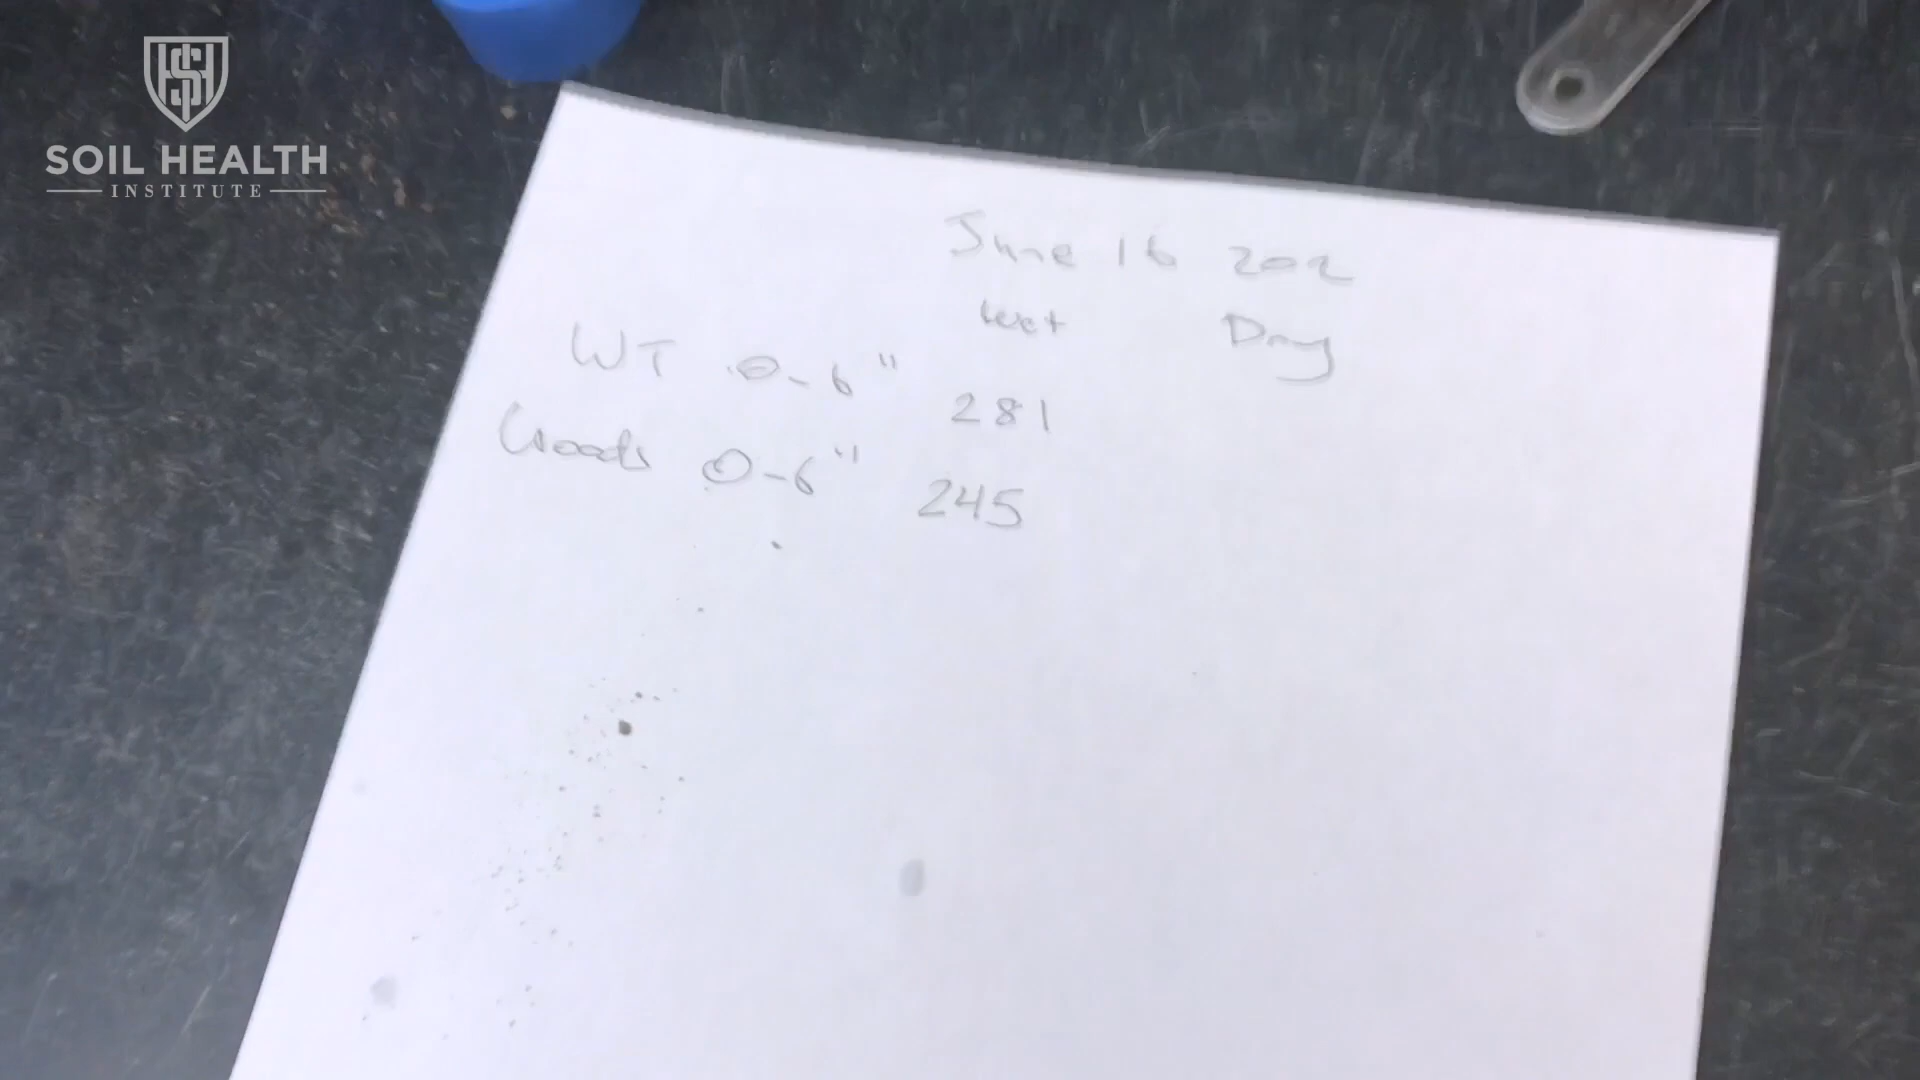 SOIL HEALTH
INSTITUTE
June 16 202
wet Dry
WT 0-6" 281
Woods 0-6" 245